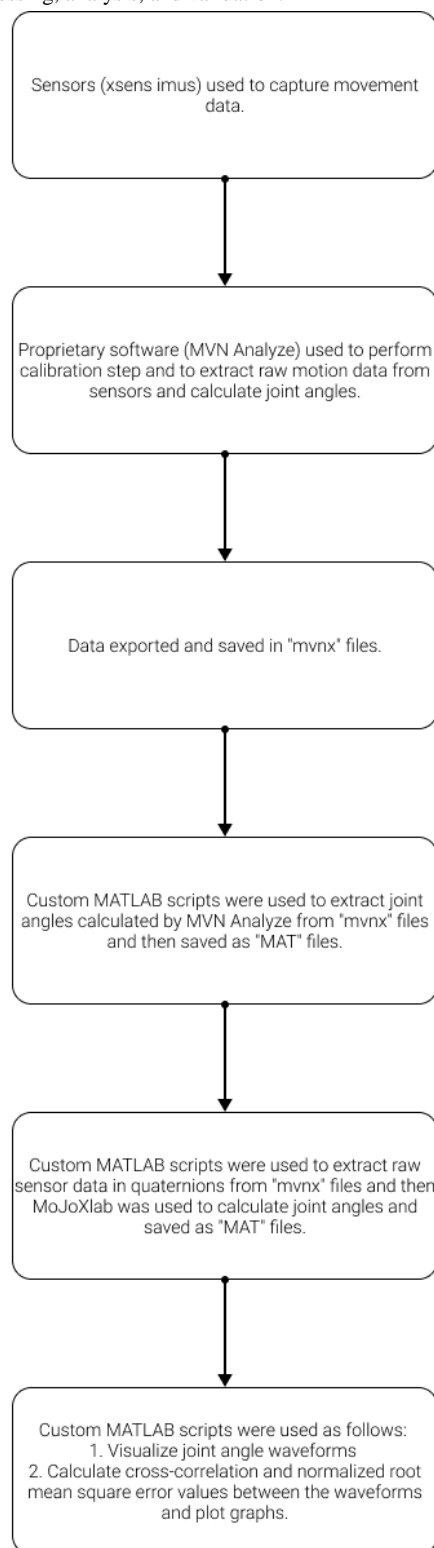 Sensors (xsens imus) used to capture movement
data.
Proprietary software (MVN Analyze) used to perform
calibration step and to extract raw motion data from
sensors and calculate joint angles.
Data exported and saved in "mvnx" files.
Custom MATLAB scripts were used to extract joint
angles calculated by MVN Analyze from "mvnx" files
and then saved as "MAT" files.
Custom MATLAB scripts were used to extract raw
sensor data in quaternions from "mvnx" files and then
MoJoXlab was used to calculate joint angles and
saved as "MAT" files.
Custom MATLAB scripts were used as follows:
1. Visualize joint angle waveforms
2. Calculate cross-correlation and normalized root
mean square error values between the waveforms
and plot graphs.